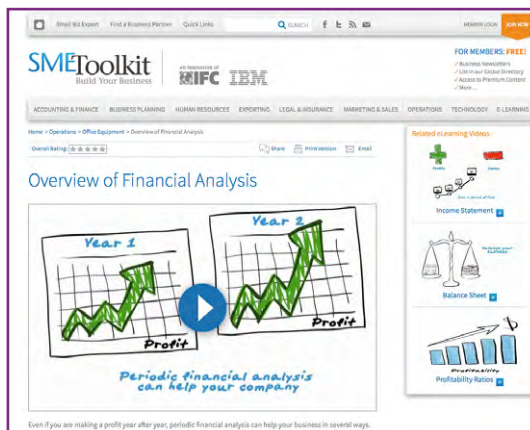 Small Biz Expert Find a Business Partner Quick Links SEARCH MEMBER LOGIN JOIN NOW
SMEToolkit
Build Your Business
AN INNOVATION OF
IFC IBM
FOR MEMBERS: FREE!
✓ Business Newsletters
✓ List in our Global Directory
✓ Access to Premium Content
✓ More...
ACCOUNTING & FINANCE BUSINESS PLANNING HUMAN RESOURCES EXPORTING LEGAL & INSURANCE MARKETING & SALES OPERATIONS TECHNOLOGY E-LEARNING
Home > Operations > Office Equipment > Overview of Financial Analysis
Overall Rating: Share Print Version Email
Overview of Financial Analysis
Year 1
Profit
Year 2
Profit
Periodic financial analysis
can help your company
Even if you are making a profit year after year, periodic financial analysis can help your business in several ways.
Related eLearning Videos
Income Statement
Balance Sheet
$
Profitability
Profitability Ratios